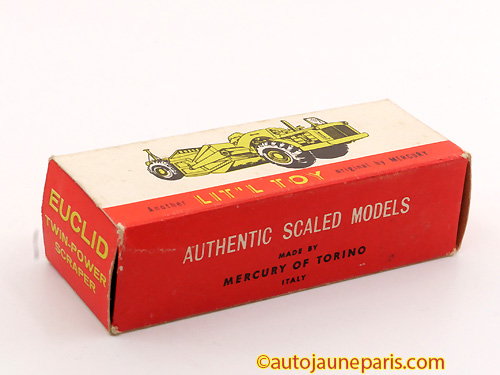 Another LIT'L TOY original by MERCURY
EUCLID
TWIN-POWER
SCRAPER
AUTHENTIC SCALED MODELS
MADE BY
MERCURY OF TORINO
ITALY
©autojauneparis.com